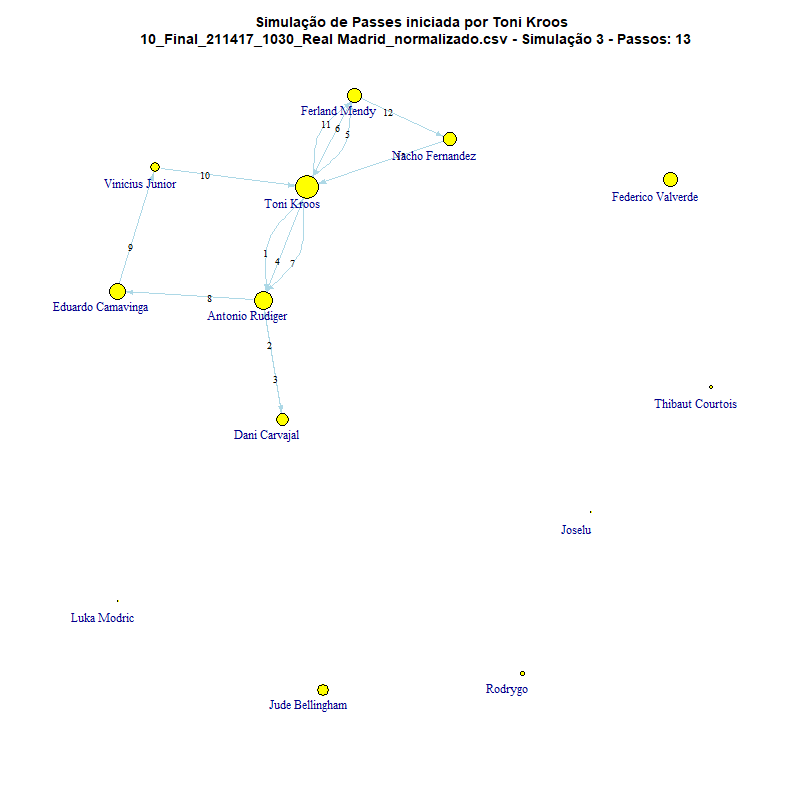 Simulação de Passes iniciada por Toni Kroos
10_Final_211417_1030_Real Madrid_normalizado.csv - Simulação 3 - Passos: 13
Ferland Mendy
11
6
5
12
Nacho Fernandez
Vinicius Junior
10
Toni Kroos
Federico Valverde
9
1
4
7
Eduardo Camavinga
8
Antonio Rudiger
2
3
Dani Carvajal
Thibaut Courtois
Joselu
Luka Modric
Rodrygo
Jude Bellingham